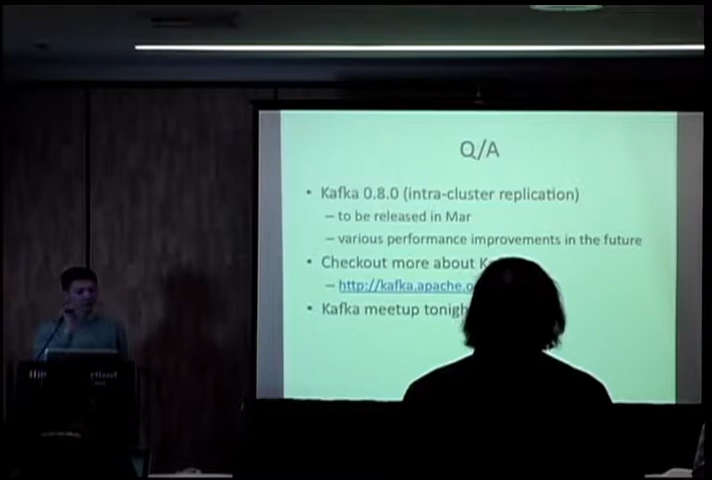 Q/A
• Kafka 0.8.0 (intra-cluster replication)
– to be released in Mar
– various performance improvements in the future
• Checkout more about
– http://kafka.apache.o
• Kafka meetup